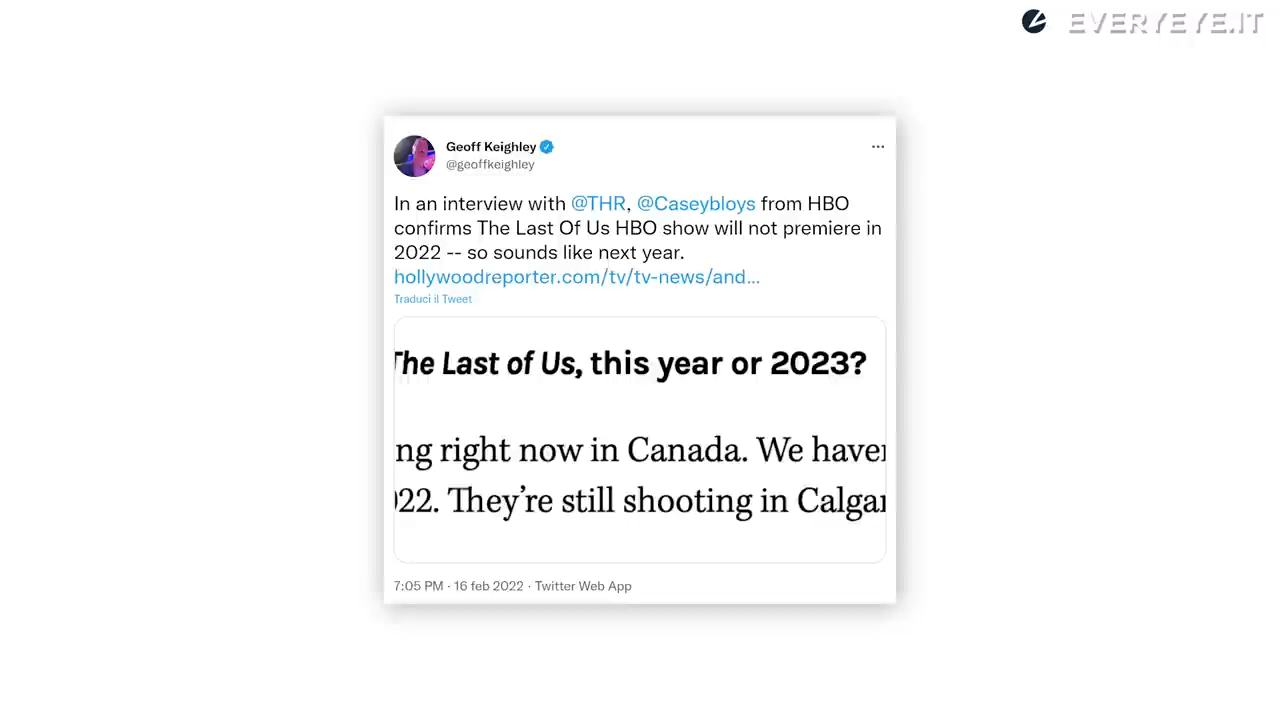 EVERYEYE.IT
Geoff Keighley
@geoffkeighley
In an interview with @THR, @Caseybloys from HBO
confirms The Last Of Us HBO show will not premiere in
2022 -- so sounds like next year.
hollywoodreporter.com/tv/tv-news/and...
Traduci il Tweet
The Last of Us, this year or 2023?
ng right now in Canada. We have
22. They're still shooting in Calga
7:05 PM · 16 feb 2022 · Twitter Web App